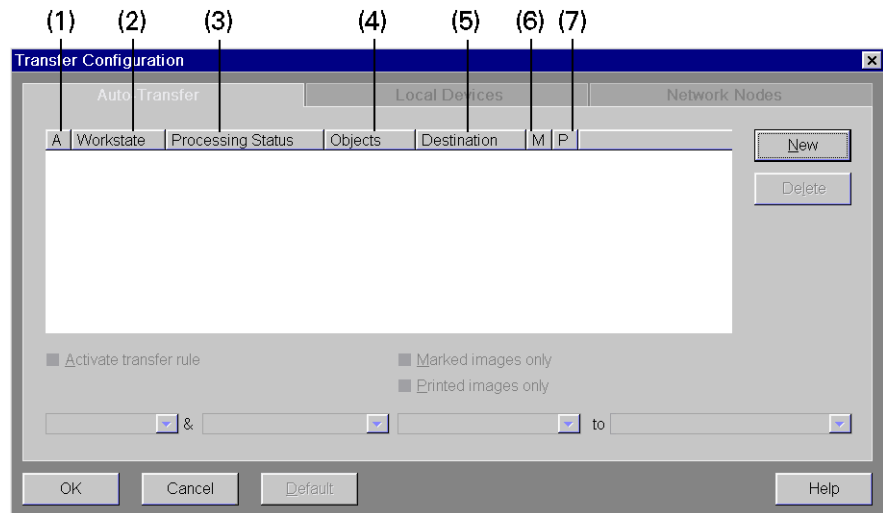 (1) (2) (3) (4) (5) (6) (7)
Transfer Configuration
Auto-Transfer Local Devices Network Nodes
A Workstate Processing Status Objects Destination M P
New
Delete
Activate transfer rule Marked images only
Printed images only
& to
OK Cancel Default Help